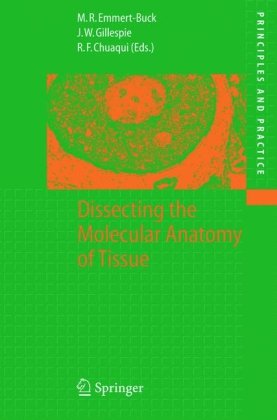 M. R. Emmert-Buck
J. W. Gillespie
R. F. Chuaqui (Eds.)
PRINCIPLES AND PRACTICE
Dissecting the
Molecular Anatomy
of Tissue
Springer